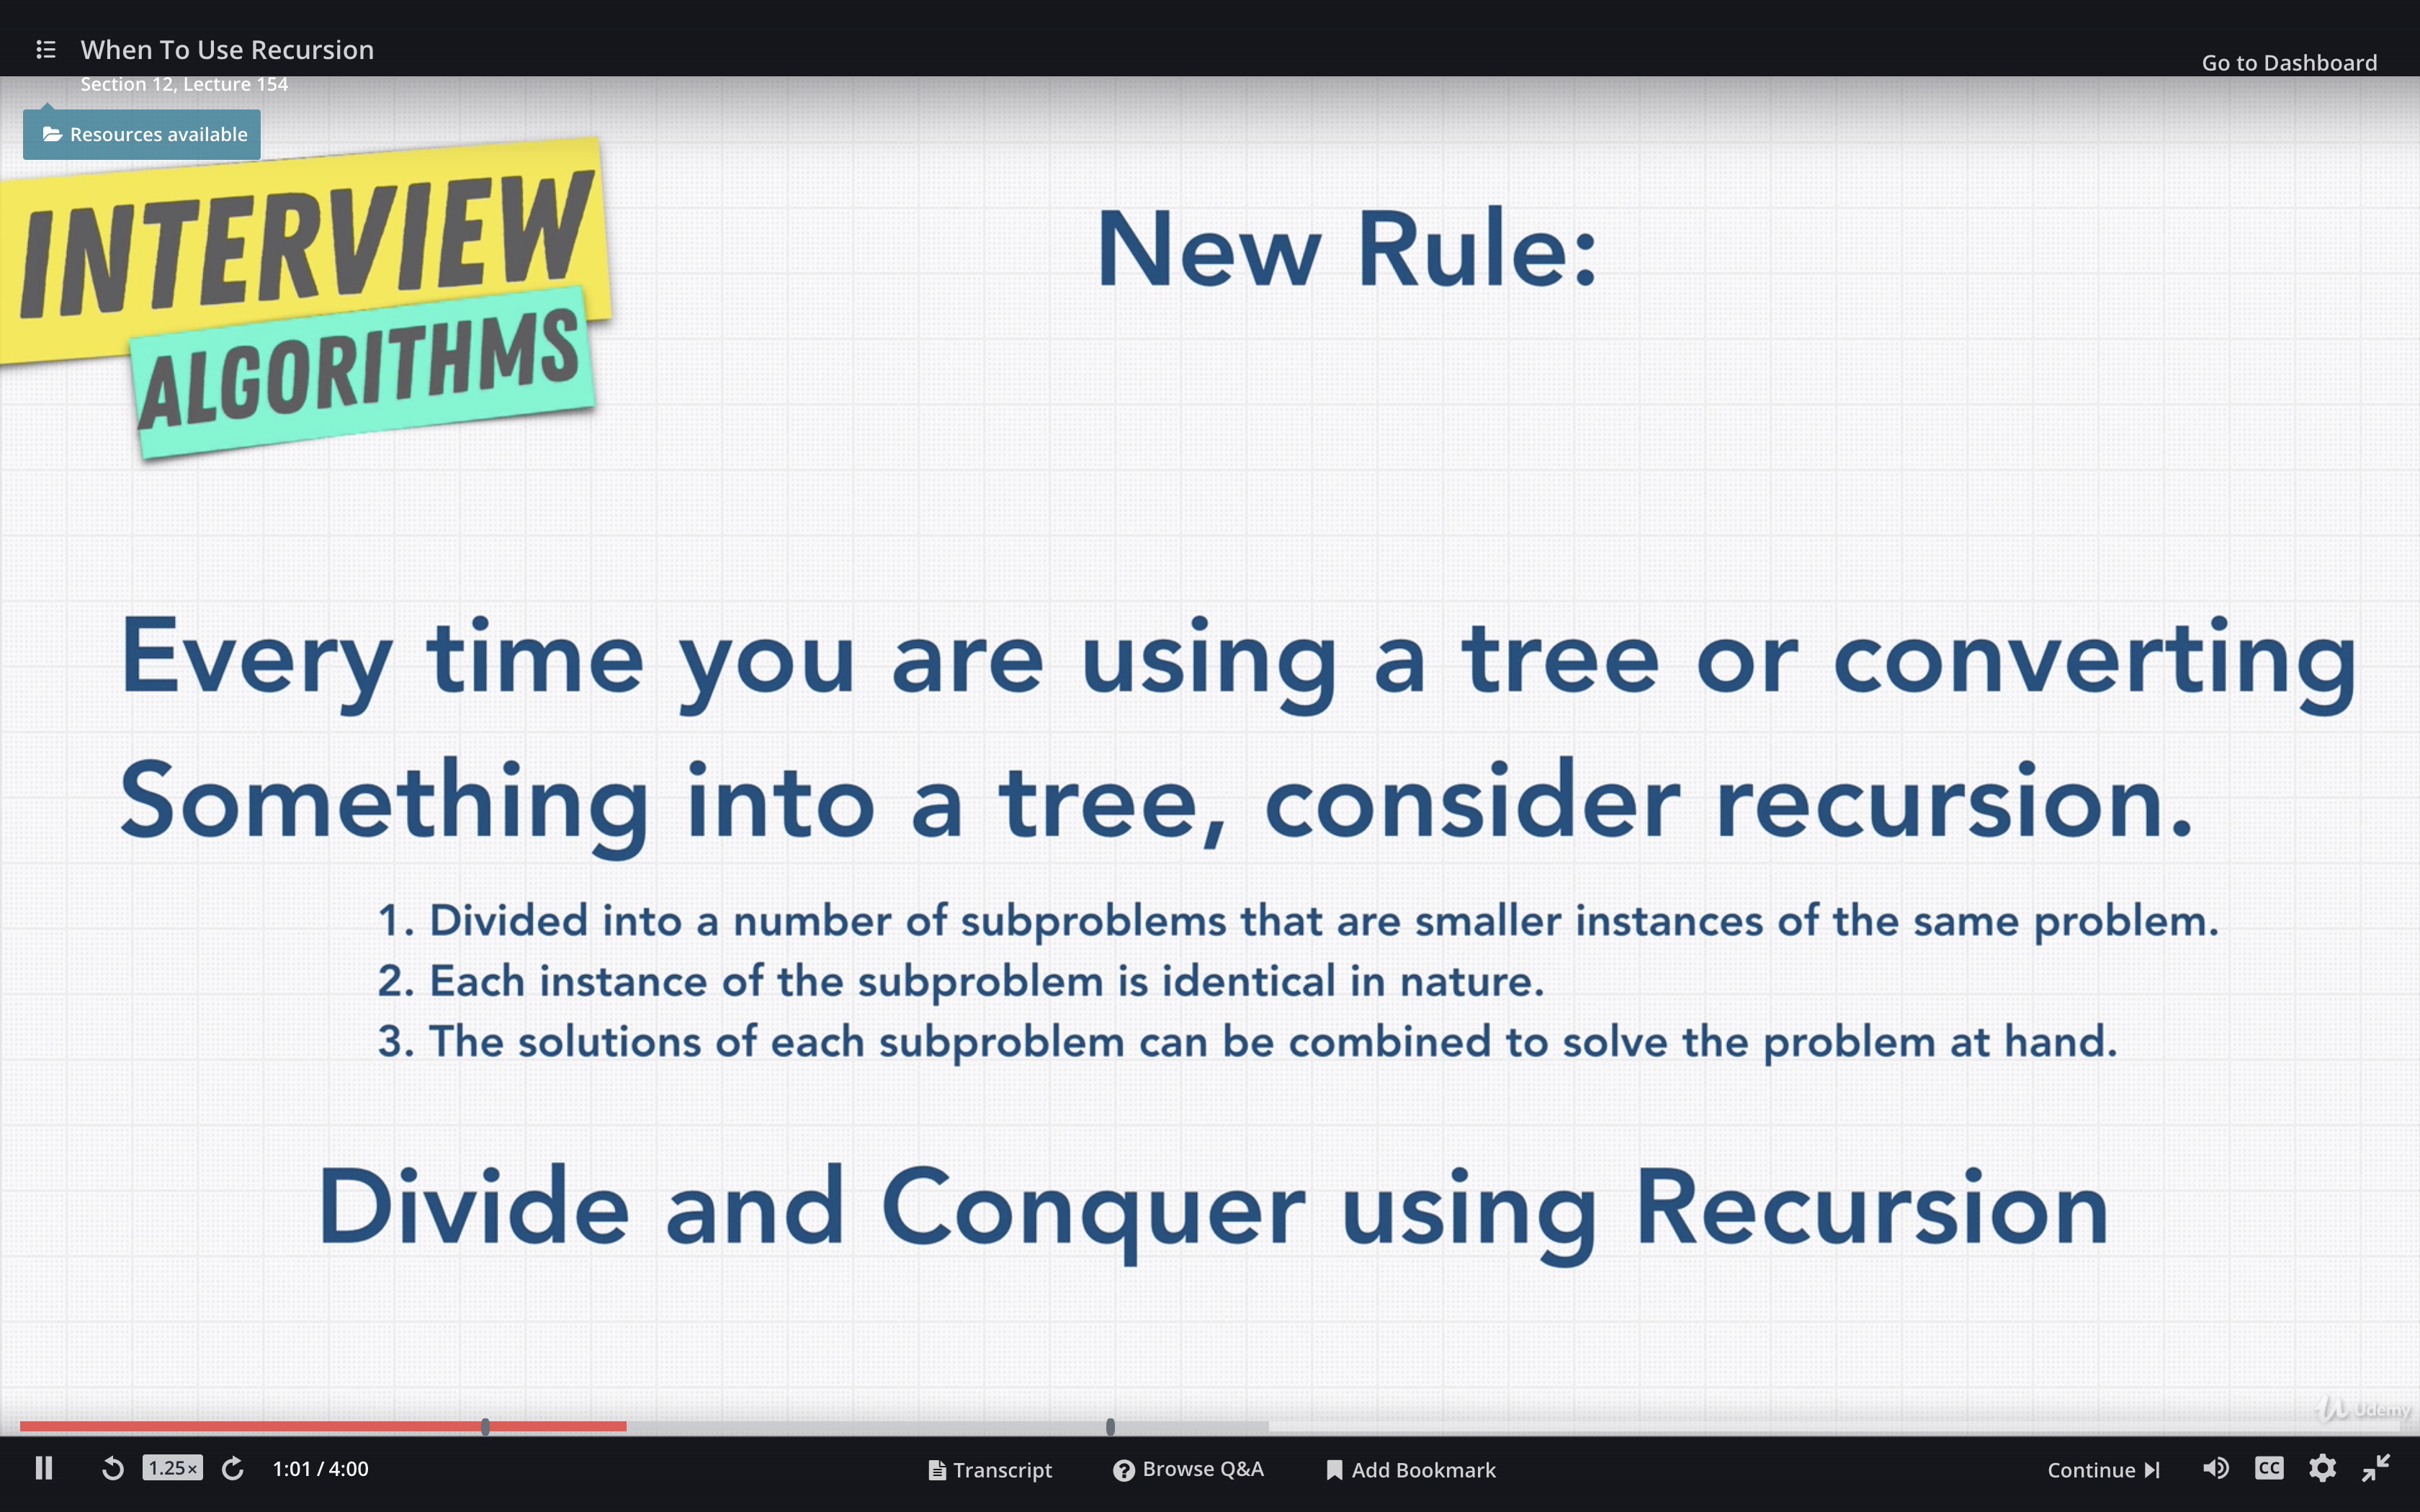 When To Use Recursion
Go to Dashboard
Section 12, Lecture 154
Resources available
INTERVIEW
ALGORITHMS
New Rule:
Every time you are using a tree or converting
Something into a tree, consider recursion.
1. Divided into a number of subproblems that are smaller instances of the same problem.
2. Each instance of the subproblem is identical in nature.
3. The solutions of each subproblem can be combined to solve the problem at hand.
Divide and Conquer using Recursion
Udemy
1.25×
1:01 / 4:00
Transcript
Browse Q&A
Add Bookmark
Continue
CC